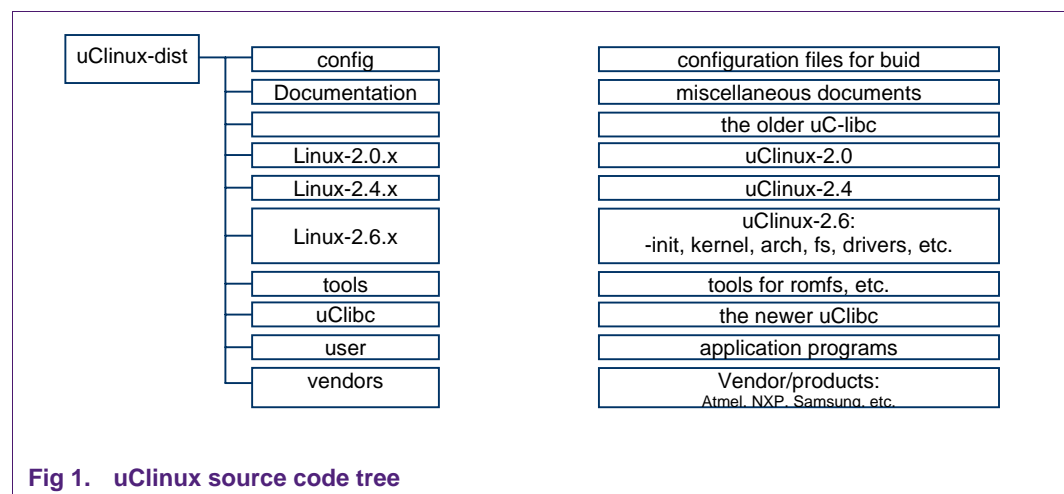 uClinux-dist
config configuration files for buid
Documentation miscellaneous documents
the older uC-libc
Linux-2.0.x uClinux-2.0
Linux-2.4.x uClinux-2.4
Linux-2.6.x uClinux-2.6:
-init, kernel, arch, fs, drivers, etc.
tools tools for romfs, etc.
uClibc the newer uClibc
user application programs
vendors Vendor/products:
Atmel, NXP, Samsung, etc.
Fig 1. uClinux source code tree